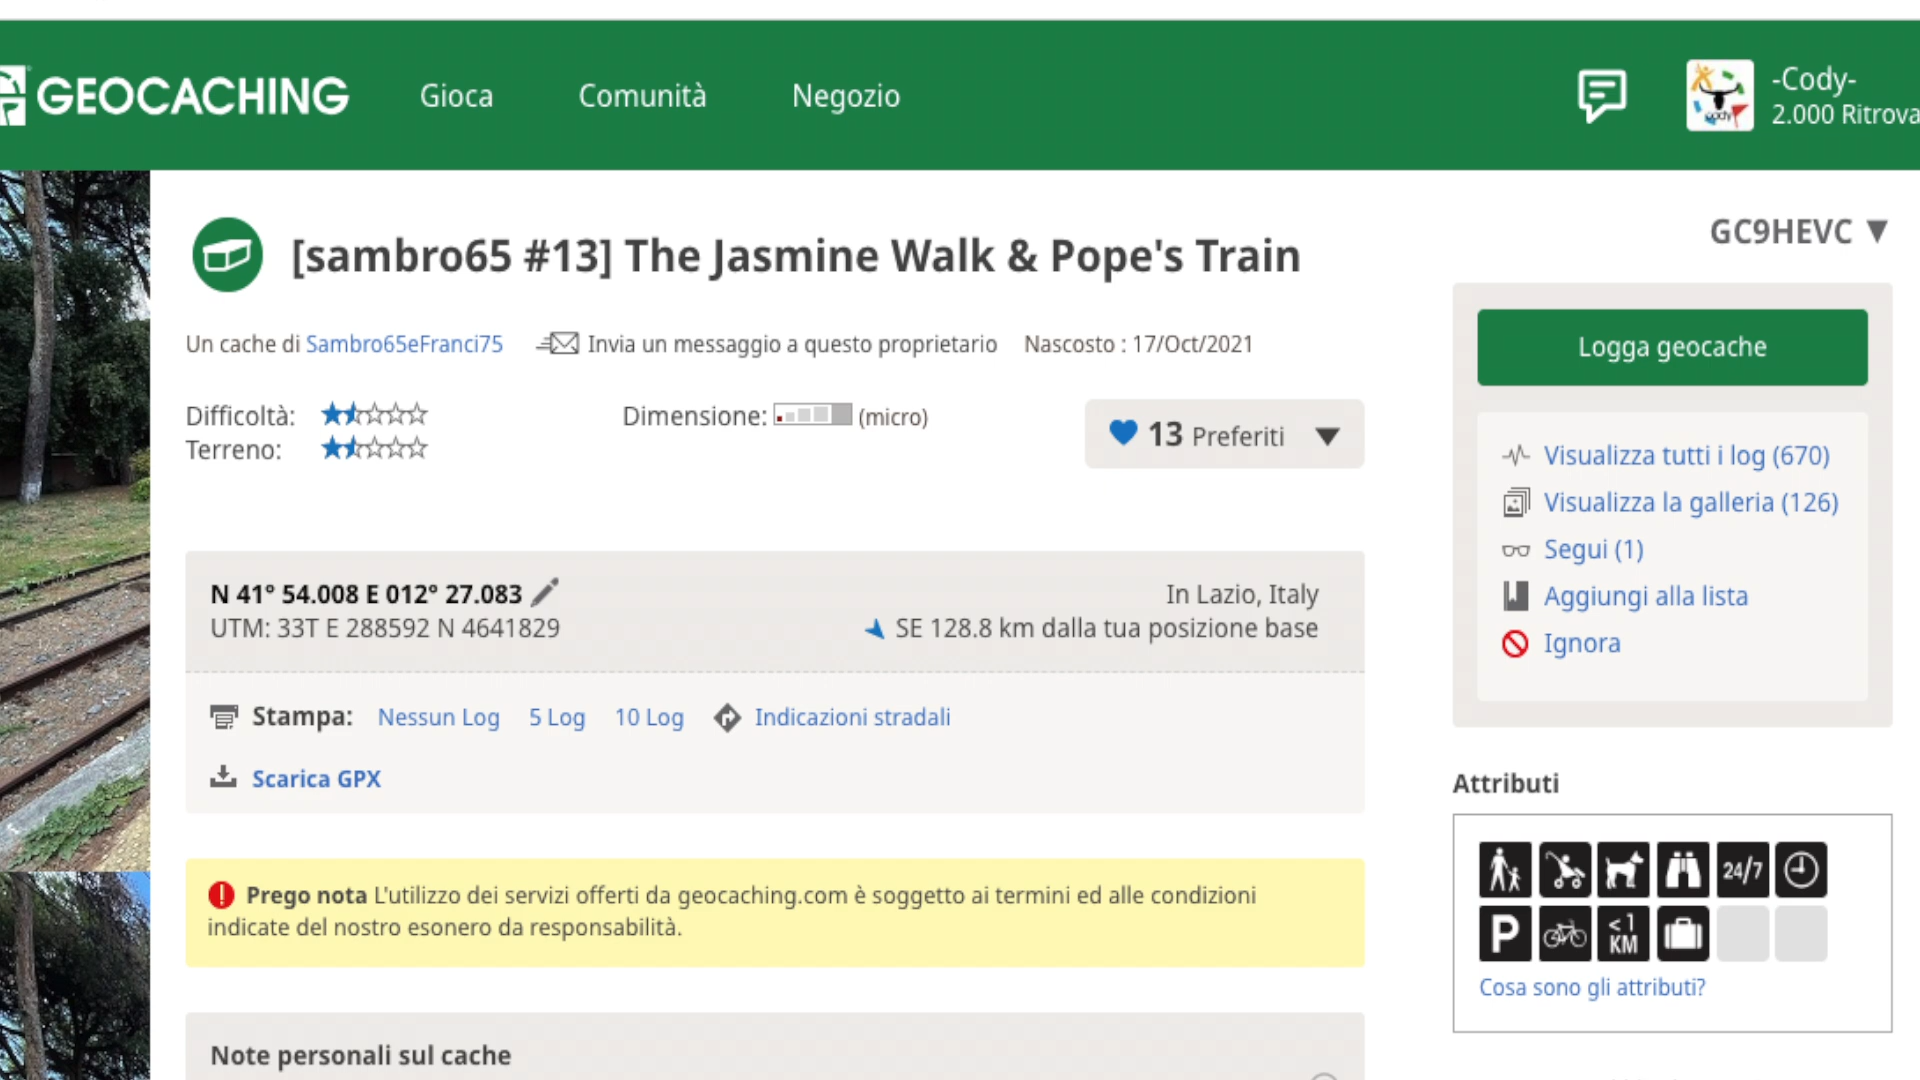 GEOCACHING Gioca Comunità Negozio
-Cody-
2.000 Ritrova
[sambro65 #13] The Jasmine Walk & Pope's Train
GC9HEVC ▼
Un cache di Sambro65eFranci75 Invia un messaggio a questo proprietario Nascosto : 17/Oct/2021
Difficoltà:
Terreno:
Dimensione: (micro)
13 Preferiti
N 41° 54.008 E 012° 27.083
UTM: 33T E 288592 N 4641829
In Lazio, Italy
SE 128.8 km dalla tua posizione base
Stampa: Nessun Log 5 Log 10 Log Indicazioni stradali
Scarica GPX
Prego nota L'utilizzo dei servizi offerti da geocaching.com è soggetto ai termini ed alle condizioni
indicate del nostro esonero da responsabilità.
Note personali sul cache
Logga geocache
Visualizza tutti i log (670)
Visualizza la galleria (126)
Segui (1)
Aggiungi alla lista
Ignora
Attributi
24/7
P <1 KM
Cosa sono gli attributi?